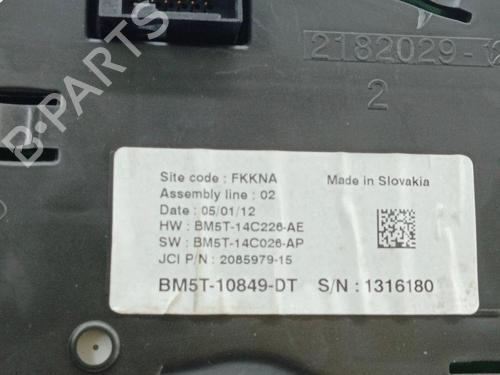 B-PARTS
2182029-1
2
Site code : FKKNA
Made in Slovakia
Assembly line : 02
Date : 05/01/12
HW : BM5T-14C226-AE
SW : BM5T-14C026-AP
JCI P/N : 2085979-15
BM5T-10849-DT S/N : 1316180